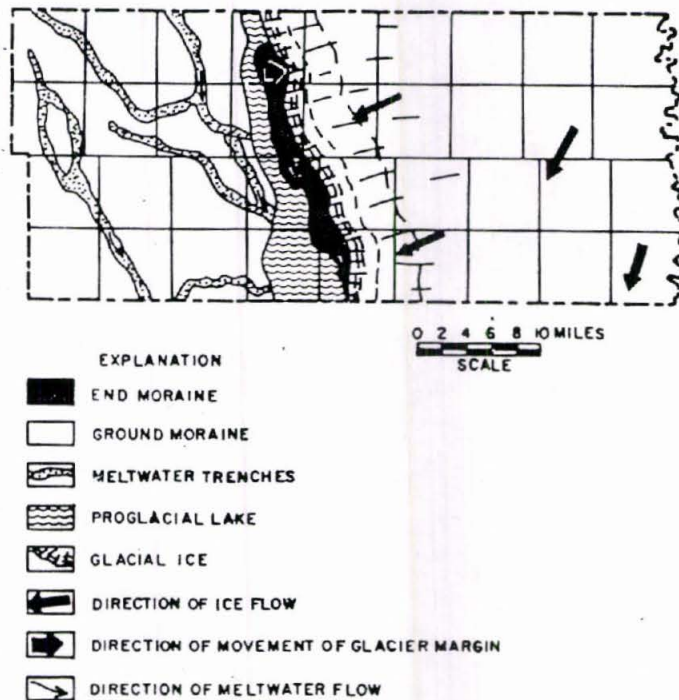 0 2 4 6 8 10 MILES
SCALE
EXPLANATION
END MORAINE
GROUND MORAINE
MELTWATER TRENCHES
PROGLACIAL LAKE
GLACIAL ICE
DIRECTION OF ICE FLOW
DIRECTION OF MOVEMENT OF GLACIER MARGIN
DIRECTION OF MELTWATER FLOW